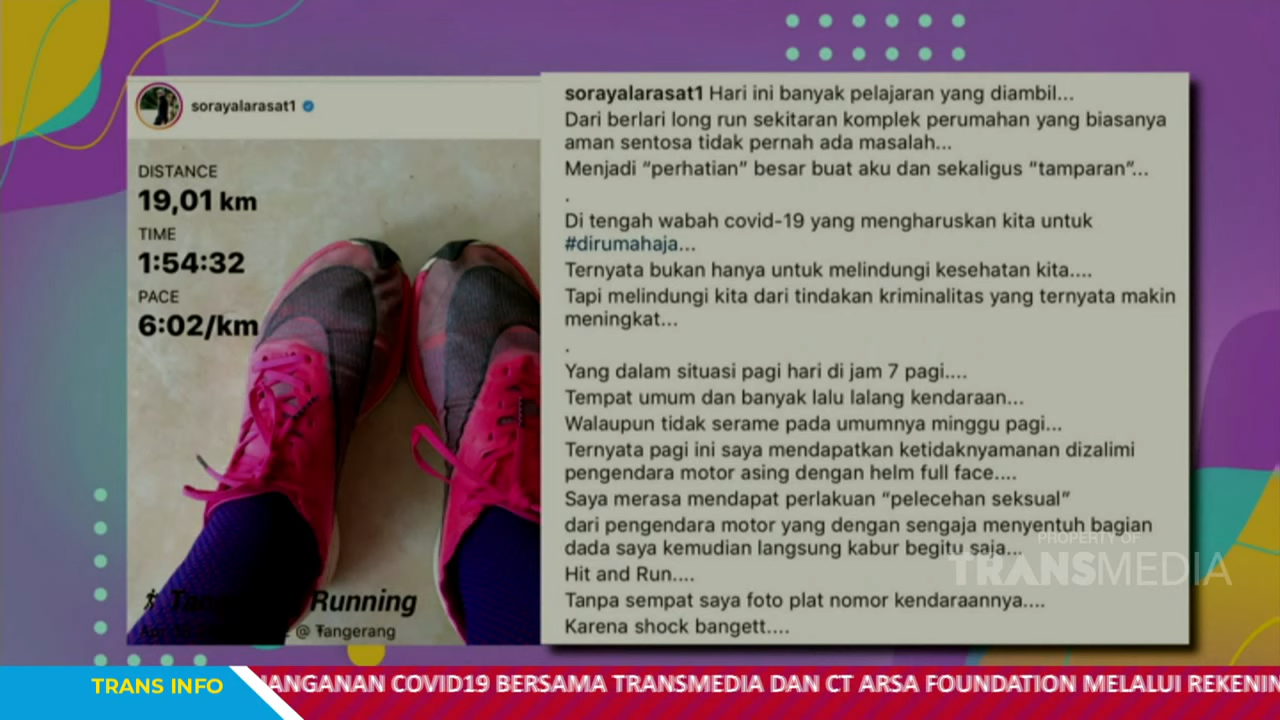 sorayalarasat1
DISTANCE
19,01 km
TIME
1:54:32
PACE
6:02/km
Running
@ Tangerang
sorayalarasat1 Hari ini banyak pelajaran yang diambil...
Dari berlari long run sekitaran komplek perumahan yang biasanya
aman sentosa tidak pernah ada masalah...
Menjadi “perhatian” besar buat aku dan sekaligus “tamparan”...
.
Di tengah wabah covid-19 yang mengharuskan kita untuk
#dirumahaja...
Ternyata bukan hanya untuk melindungi kesehatan kita....
Tapi melindungi kita dari tindakan kriminalitas yang ternyata makin
meningkat...
.
Yang dalam situasi pagi hari di jam 7 pagi....
Tempat umum dan banyak lalu lalang kendaraan...
Walaupun tidak serame pada umumnya minggu pagi...
Ternyata pagi ini saya mendapatkan ketidaknyamanan dizalimi
pengendara motor asing dengan helm full face....
Saya merasa mendapat perlakuan “pelecehan seksual”
dari pengendara motor yang dengan sengaja menyentuh bagian
dada saya kemudian langsung kabur begitu saja...
Hit and Run....
Tanpa sempat saya foto plat nomor kendaraannya....
Karena shock bangett....
PROPERTY OF
TRANSMEDIA
TRANS INFO
ANGANAN COVID19 BERSAMA TRANSMEDIA DAN CT ARSA FOUNDATION MELALUI REKENIN